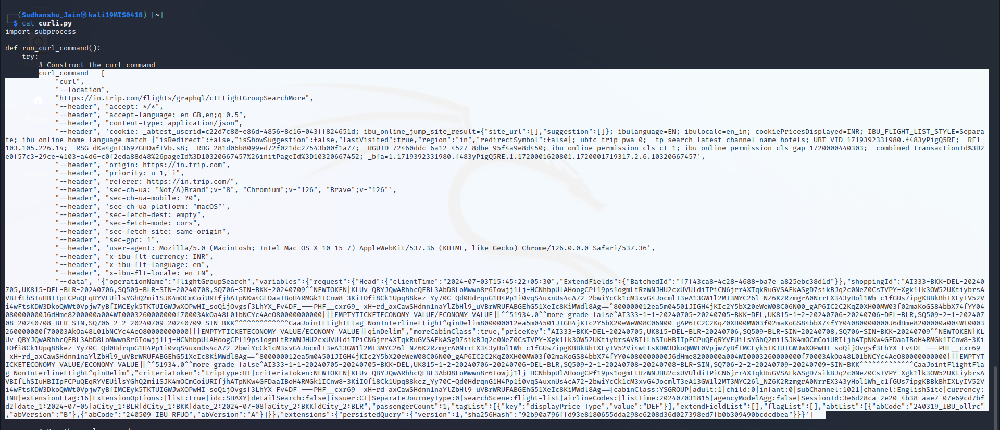 ┌──(Sudhanshu_Jain㉿kali19MIS0418)-[~]
└─$ cat curli.py
import subprocess
def run_curl_command():
    try:
        # Construct the curl command
        curl_command = [
            "curl",
            "--location",
            "https://in.trip.com/flights/graphql/ctFlightGroupSearchMore",
            "--header", "accept: */*",
            "--header", "accept-language: en-GB,en;q=0.5",
            "--header", "content-type: application/json",
            "--header", 'cookie: _abtest_userid=c22d7c80-e86d-4856-8c16-043ff824651d; ibu_online_jump_site_result={"site_url":[],"suggestion":[]}; ibulanguage=EN; ibulocale=en_in; cookiePricesDisplayed=INR; IBU_FLIGHT_LIST_STYLE=Separa
te; ibu_online_home_language_match={"isRedirect":false,"isShowSuggestion":false,"lastVisited":true,"region":"in","redirectSymbol":false}; ubtc_trip_pwa=0; _tp_search_latest_channel_name=hotels; UBT_VID=1719392331980.f483yPigQ5RE; _RF1=
103.105.226.14; _RSG=dKa4gnT3697GHDwfIVb.s8; _RDG=281d06b8099ed72f021dc27543b00f1a77; _RGUID=72460ddc-6a12-4527-8dbe-95f4a9e8d450; ibu_online_permission_cls_ct=1; ibu_online_permission_cls_gap=1720000440303; _combined=transactionId%3D2
e0f57c3-29ce-4103-a4d6-c0f2eda88d48%26pageId%3D10320667457%26initPageId%3D10320667452; _bfa=1.1719392331980.f483yPigQ5RE.1.1720001620801.1720001719317.2.6.10320667457',
            "--header", "origin: https://in.trip.com",
            "--header", "priority: u=1, i",
            "--header", "referer: https://in.trip.com/",
            "--header", 'sec-ch-ua: "Not/A)Brand";v="8", "Chromium";v="126", "Brave";v="126"',
            "--header", "sec-ch-ua-mobile: ?0",
            "--header", 'sec-ch-ua-platform: "macOS"',
            "--header", "sec-fetch-dest: empty",
            "--header", "sec-fetch-mode: cors",
            "--header", "sec-fetch-site: same-origin",
            "--header", "sec-gpc: 1",
            "--header", 'user-agent: Mozilla/5.0 (Macintosh; Intel Mac OS X 10_15_7) AppleWebKit/537.36 (KHTML, like Gecko) Chrome/126.0.0.0 Safari/537.36',
            "--header", "x-ibu-flt-currency: INR",
            "--header", "x-ibu-flt-language: en",
            "--header", "x-ibu-flt-locale: en-IN",
            "--data", '{"operationName":"flightGroupSearch","variables":{"request":{"Head":{"clientTime":"2024-07-03T15:45:22+05:30","ExtendFields":{"BatchedId":"f7f43ca8-4c28-4688-ba7e-a825ebc38d1d"}},"shoppingId":"AI333-BKK-DEL-20240
705,UK815-DEL-BLR-20240706,SQ509-BLR-SIN-20240708,SQ706-SIN-BKK-20240709^^NEWTOKEN|KLUv_QBYJQwARhhcQEBL3AbD8LoMwwn8r6Iowjj1lj-HCNhbpUlAHoogCPf19ps1ogmLtRzWNJHU2cxUVUldiTPiCN6jrr4XTqkRuGVSAEkASgD7sikBJq2c0NeZ0CsTVPY-Xgk1lk3OW52UKtiybrsA
VBIfLhSIuHBIIpFCPuQEqRYVEUilsYGhQ2mi1SJK4mOCmCoiURIfjhATpNKw4GFDaaIBoH4RMGk1ICnw8-3KiIOfi8Ck1Upq88kez_Yy70C-Qd0HdrqnG1H4Pp1i0vqS4uxnUs4cA72-2bwiYcCk1cM3xvG4JocmlT3eA13GW1l2MT3MYC26l_NZ6K2RzmgrA0NrrEX343yHol1Wh_c1fGUs7ipgKBBkBhIXLyIV52V
i4wFtsKDW3DkoQWWt0Vpjw7yBfIMCEyk5TKTUIGWJwXOPwHI_soQijOvgsf3LhYX_Fv4DF_---PHF__cxr69_-xH-rd_axCawSHdnn1naYlZbHl9_uVBrWRUFABGEhG51XeIc8KiMWdl8Ag==^800000012ea5m04501JIGH4jKIc2Y5bX20eWeW08C06N00_gAP6IC2C2KqZ0XH00MW03f02maKoGS84bbX74fYY04
080000000J6dHme8200000a004WI0003260000000f70003AkOa48L01bNCYc4AeO80000000000|||EMPTYTICKETECONOMY VALUE/ECONOMY VALUE||^^51934.0^^more_grade_false^AI333-1-1-20240705-20240705-BKK-DEL,UK815-1-2-20240706-20240706-DEL-BLR,SQ509-2-1-202407
08-20240708-BLR-SIN,SQ706-2-2-20240709-20240709-SIN-BKK^^^^^^^^^^^^^CaaJointFlightFlag_NonInterlineFlight^qinDelim800000012ea5m04501JIGH4jKIc2Y5bX20eWeW08C06N00_gAP6IC2C2KqZ0XH00MW03f02maKoGS84bbX74fYY04080000000J6dHme8200000a004WI0003
260000000f70003AkOa48L01bNCYc4AeO80000000000|||EMPTYTICKETECONOMY VALUE/ECONOMY VALUE||qinDelim","moreCabinClass":true,"priceKey":"AI333-BKK-DEL-20240705,UK815-DEL-BLR-20240706,SQ509-BLR-SIN-20240708,SQ706-SIN-BKK-20240709^^NEWTOKEN|KL
Uv_QBYJQwARhhcQEBL3AbD8LoMwwn8r6Iowjj1lj-HCNhbpUlAHoogCPf19ps1ogmLtRzWNJHU2cxUVUldiTPiCN6jrr4XTqkRuGVSAEkASgD7sikBJq2c0NeZ0CsTVPY-Xgk1lk3OW52UKtiybrsAVBIfLhSIuHBIIpFCPuQEqRYVEUilsYGhQ2mi1SJK4mOCmCoiURIfjhATpNKw4GFDaaIBoH4RMGk1ICnw8-3Ki
IOfi8Ck1Upq88kez_Yy70C-Qd0HdrqnG1H4Pp1i0vqS4uxnUs4cA72-2bwiYcCk1cM3xvG4JocmlT3eA13GW1l2MT3MYC26l_NZ6K2RzmgrA0NrrEX343yHol1Wh_c1fGUs7ipgKBBkBhIXLyIV52Vi4wFtsKDW3DkoQWWt0Vpjw7yBfIMCEyk5TKTUIGWJwXOPwHI_soQijOvgsf3LhYX_Fv4DF_---PHF__cxr69_
-xH-rd_axCawSHdnn1naYlZbHl9_uVBrWRUFABGEhG51XeIc8KiMWdl8Ag==^800000012ea5m04501JIGH4jKIc2Y5bX20eWeW08C06N00_gAP6IC2C2KqZ0XH00MW03f02maKoGS84bbX74fYY04080000000J6dHme8200000a004WI0003260000000f70003AkOa48L01bNCYc4AeO80000000000|||EMPTYT
ICKETECONOMY VALUE/ECONOMY VALUE||^^51934.0^^more_grade_false^AI333-1-1-20240705-20240705-BKK-DEL,UK815-1-2-20240706-20240706-DEL-BLR,SQ509-2-1-20240708-20240708-BLR-SIN,SQ706-2-2-20240709-20240709-SIN-BKK^^^^^^^^^^^^^CaaJointFlightFla
g_NonInterlineFlight^qinDelim","criteriaToken":"tripType:RT|criteriaToken:NEWTOKEN|KLUv_QBYJQwARhhcQEBL3AbD8LoMwwn8r6Iowjj1lj-HCNhbpUlAHoogCPf19ps1ogmLtRzWNJHU2cxUVUldiTPiCN6jrr4XTqkRuGVSAEkASgD7sikBJq2c0NeZ0CsTVPY-Xgk1lk3OW52UKtiybrsA
VBIfLhSIuHBIIpFCPuQEqRYVEUilsYGhQ2mi1SJK4mOCmCoiURIfjhATpNKw4GFDaaIBoH4RMGk1ICnw8-3KiIOfi8Ck1Upq88kez_Yy70C-Qd0HdrqnG1H4Pp1i0vqS4uxnUs4cA72-2bwiYcCk1cM3xvG4JocmlT3eA13GW1l2MT3MYC26l_NZ6K2RzmgrA0NrrEX343yHol1Wh_c1fGUs7ipgKBBkBhIXLyIV52V
i4wFtsKDW3DkoQWWt0Vpjw7yBfIMCEyk5TKTUIGWJwXOPwHI_soQijOvgsf3LhYX_Fv4DF_---PHF__cxr69_-xH-rd_axCawSHdnn1naYlZbHl9_uVBrWRUFABGEhG51XeIc8KiMWdl8Ag==|cabinClass:YSGROUP|adult:1|child:0|infant:0|subChannel:1021|channel:EnglishSite|currency:
INR|extensionFlag:16|ExtensionOptions:|list:true|idc:SHAXY|detailSearch:false|issuer:CT|SeparateJourneyType:0|searchScene:flight-list|airlineCodes:|listTime:202407031815|agencyModelAgg:false|SessionId:3e6d28ca-2e20-4b38-aae7-07e69cd7bf
d2|date_1:2024-07-05|aCity_1:BLR|dCity_1:BKK|date_2:2024-07-08|aCity_2:BKK|dCity_2:BLR","passengerCount":1,"tagList":[{"key":"displayPrice Type","value":"DEF"}],"extendFieldList":[],"flagList":[],"abtList":[{"abCode":"240319_IBU_ollrc"
,"abVersion":"B"},{"abCode":"240509_IBU_RFUO","abVersion":"A"}]}},"extensions":{"persistedQuery":{"version":1,"sha256Hash":"92b90a796ffd93e8180655dda298e6208d36d027398ed7fb0b309490bcdcdbea"}}}']
Home